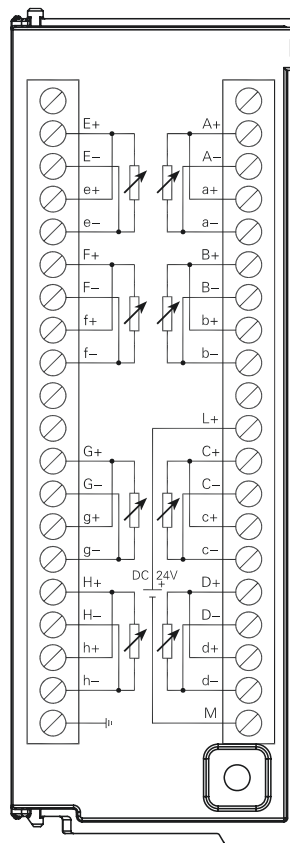 E+
E−
e+
e−
F+
F−
f+
f−
G+
G−
g+
g−
H+
H−
h+
h−
A+
A−
a+
a−
B+
B−
b+
b−
L+
C+
C−
c+
c−
DC 24V
+
D+
D−
d+
d−
M